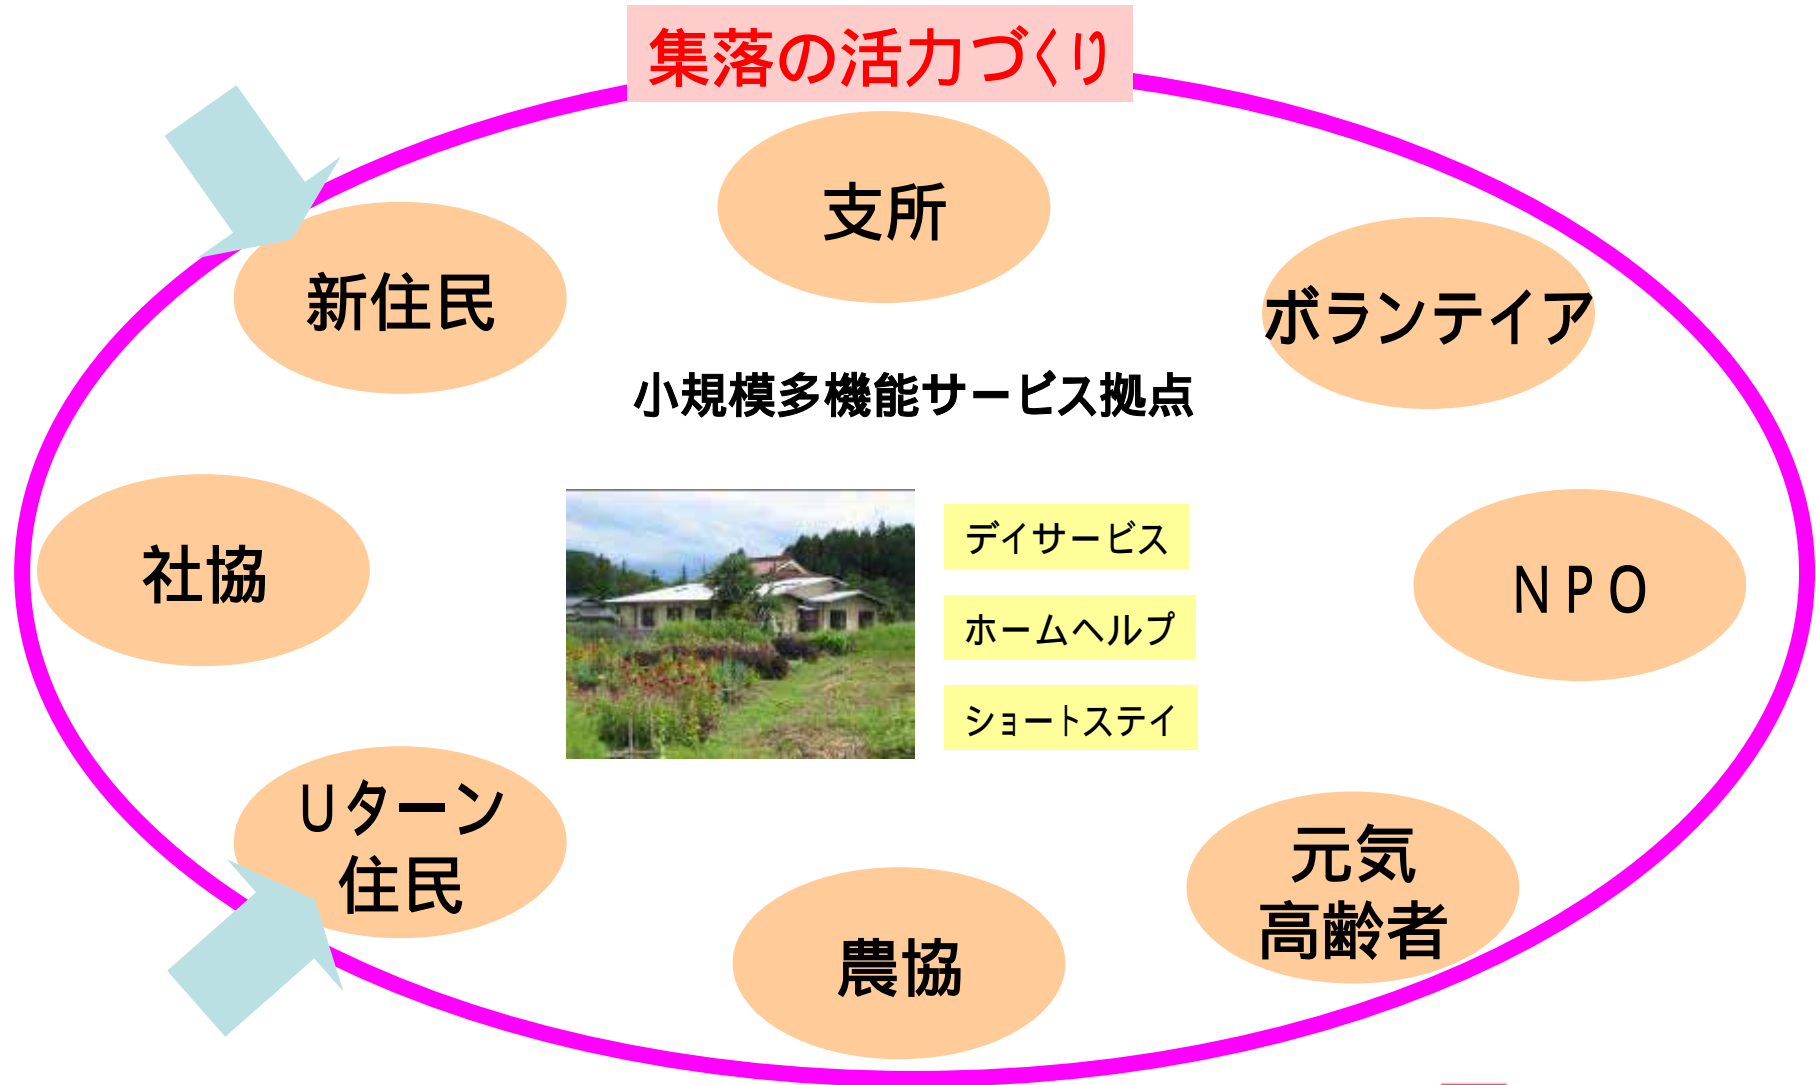 集落の活力づくり
支所
新住民
ボランテイア
小規模多機能サービス拠点
社協
デイサービス
ＮＰＯ
ホームヘルプ
ショートステイ
Ｕターン
住民
元気
高齢者
農協